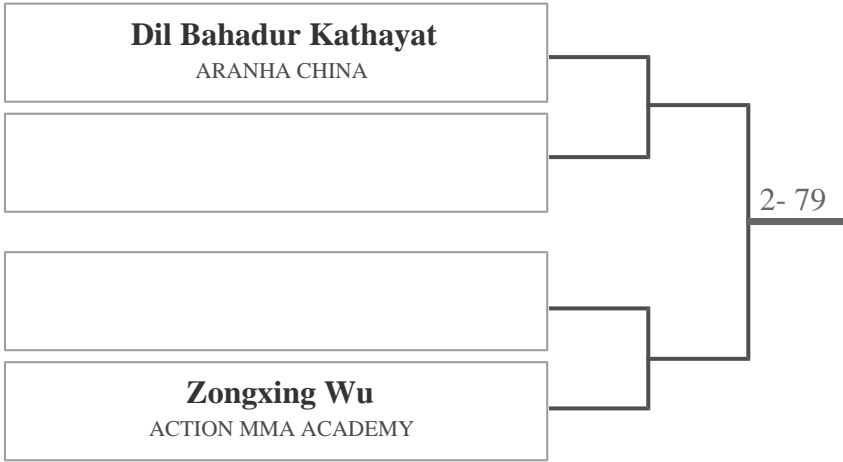 Dil Bahadur Kathayat
ARANHA CHINA
2- 79
Zongxing Wu
ACTION MMA ACADEMY